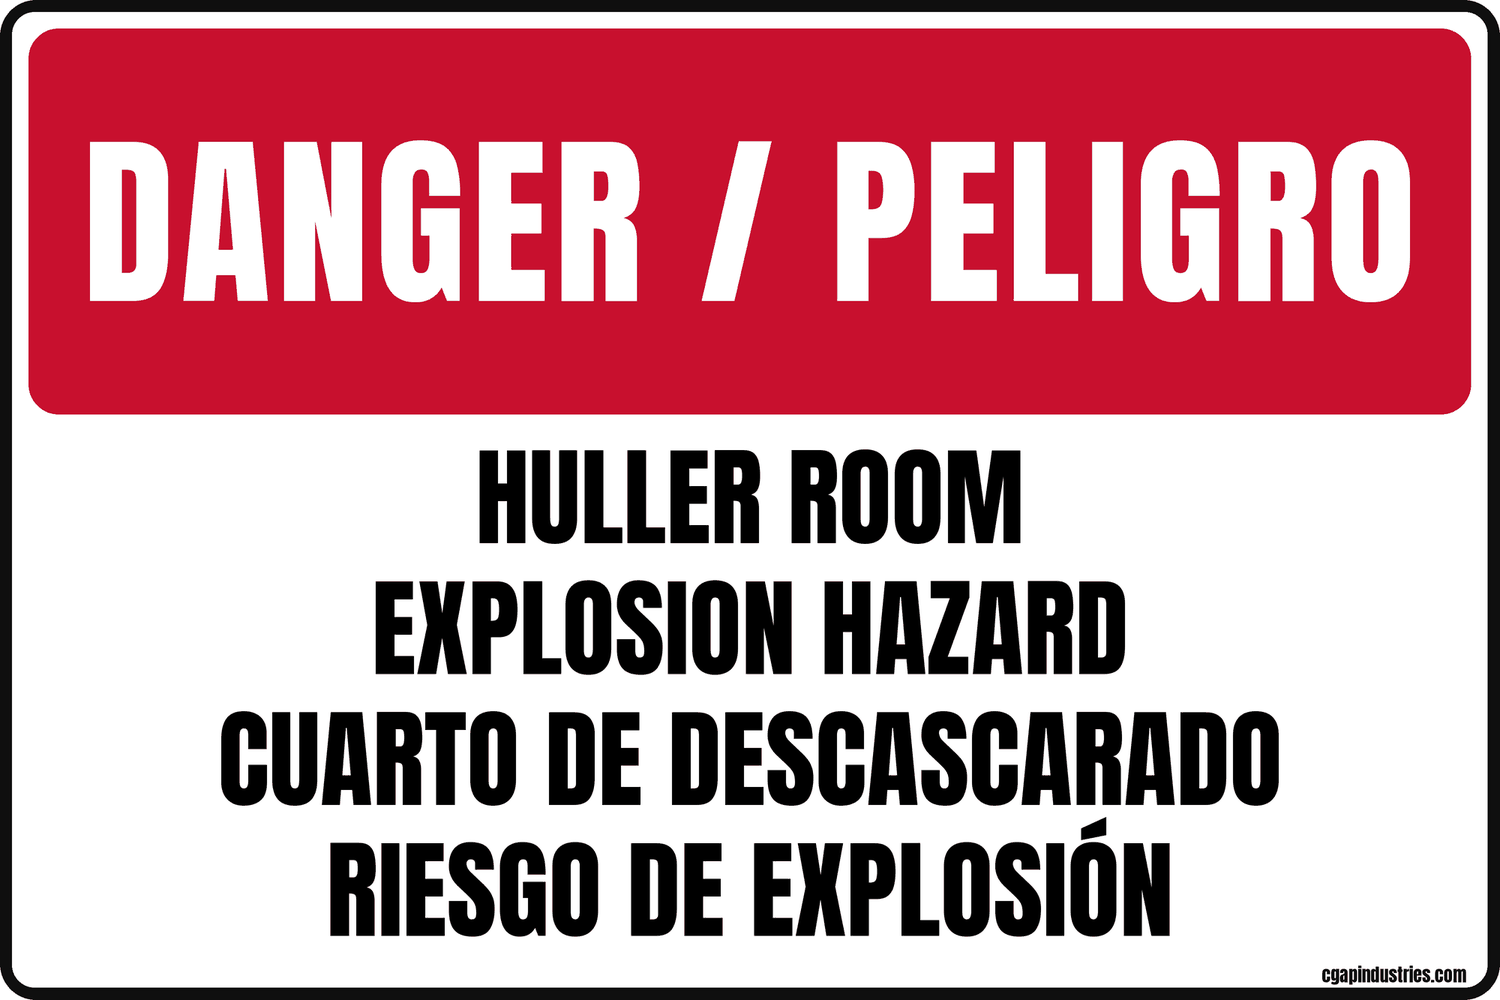 DANGER / PELIGRO
HULLER ROOM
EXPLOSION HAZARD
CUARTO DE DESCASCARADO
RIESGO DE EXPLOSIÓN
cgapindustries.com